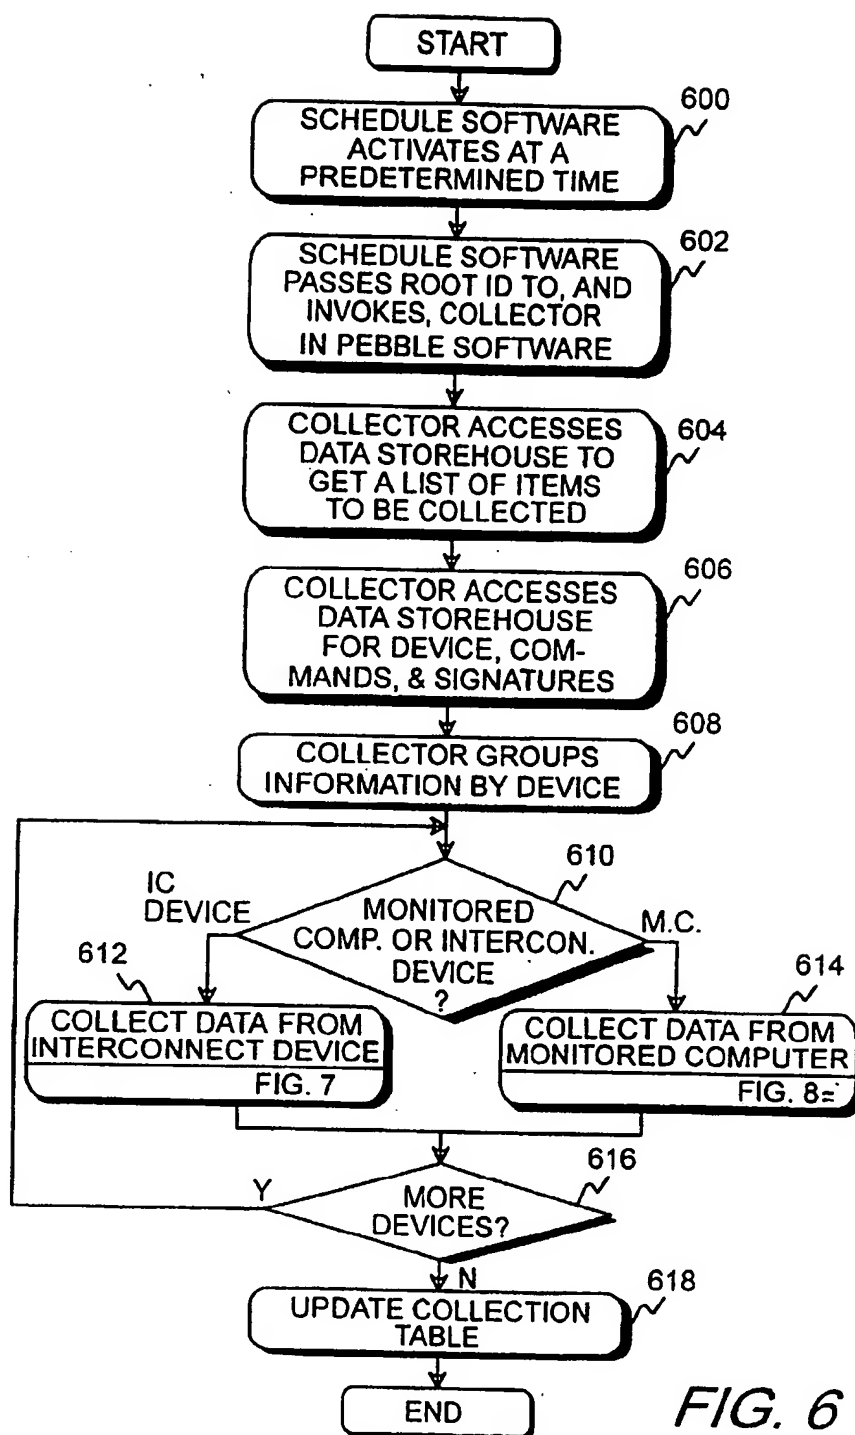 START
600
SCHEDULE SOFTWARE
ACTIVATES AT A
PREDETERMINED TIME
602
SCHEDULE SOFTWARE
PASSES ROOT ID TO, AND
INVOKES, COLLECTOR
IN PEBBLE SOFTWARE
604
COLLECTOR ACCESSES
DATA STOREHOUSE TO
GET A LIST OF ITEMS
TO BE COLLECTED
606
COLLECTOR ACCESSES
DATA STOREHOUSE
FOR DEVICE, COM-
MANDS, & SIGNATURES
608
COLLECTOR GROUPS
INFORMATION BY DEVICE
610
IC
DEVICE
MONITORED
COMP. OR INTERCON.
DEVICE
?
M.C.
612
COLLECT DATA FROM
INTERCONNECT DEVICE
FIG. 7
614
COLLECT DATA FROM
MONITORED COMPUTER
FIG. 8=
616
Y
MORE
DEVICES?
N
618
UPDATE COLLECTION
TABLE
END
FIG. 6